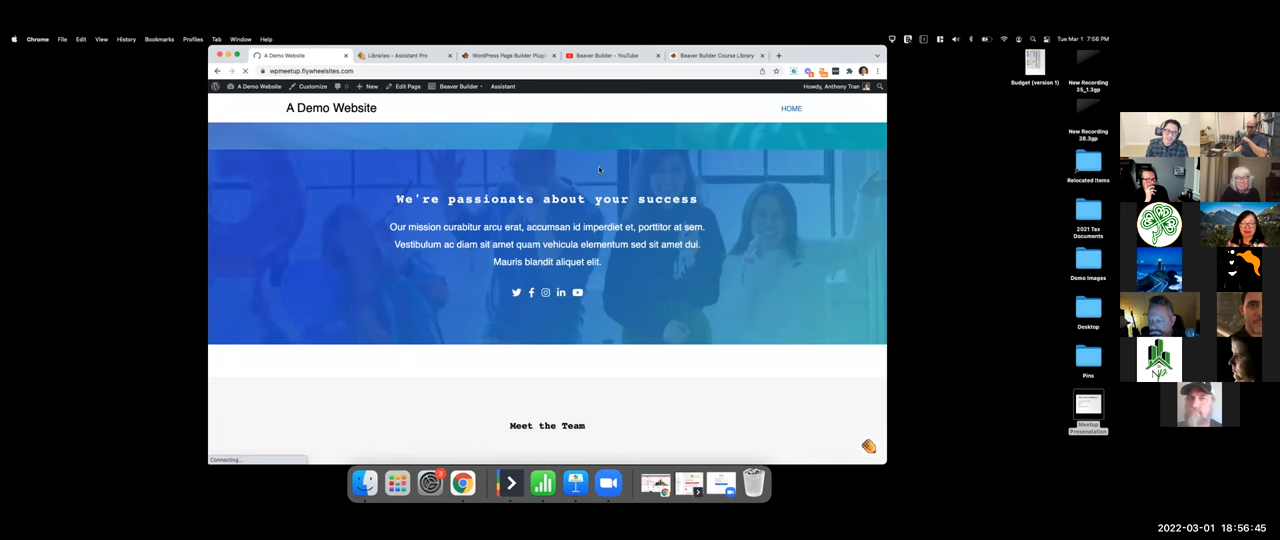 Chrome File Edit View History Bookmarks Profiles Tab Window Help
Tue Mar 1 7:56 PM
A Demo Website
Libraries - Assistant Pro
WordPress Page Builder Plugi
Beaver Builder - YouTube
Beaver Builder Course Library
wpmeetup.flywheelsites.com
A Demo Website Customize 0 New Edit Page Beaver Builder Assistant
Howdy, Anthony Tran
A Demo Website
HOME
We're passionate about your success
Our mission curabitur arcu erat, accumsan id imperdiet et, porttitor at sem.
Vestibulum ac diam sit amet quam vehicula elementum sed sit amet dui.
Mauris blandit aliquet elit.
Meet the Team
Connecting...
Budget (version 1)
New Recording
35_1.3gp
New Recording
38.3gp
Relocated Items
2021 Tax
Documents
Demo Images
Desktop
Pins
Meetup
Presenatation
3
2022-03-01 18:56:45